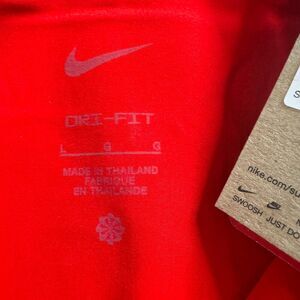 DRI-FIT
L G G
MADE IN THAILAND
FABRIQUÉ
EN THAÏLANDE
S
nike.com/su
SWOOSH JUST DO